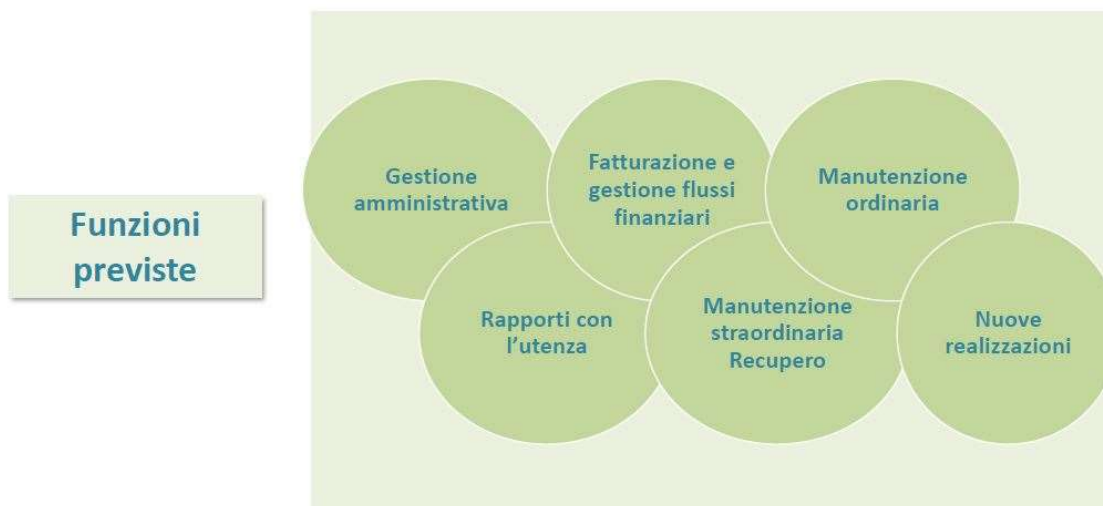 Funzioni
previste
Gestione
amministrativa
Fatturazione e
gestione flussi
finanziari
Manutenzione
ordinaria
Rapporti con
l’utenza
Manutenzione
straordinaria
Recupero
Nuove
realizzazioni